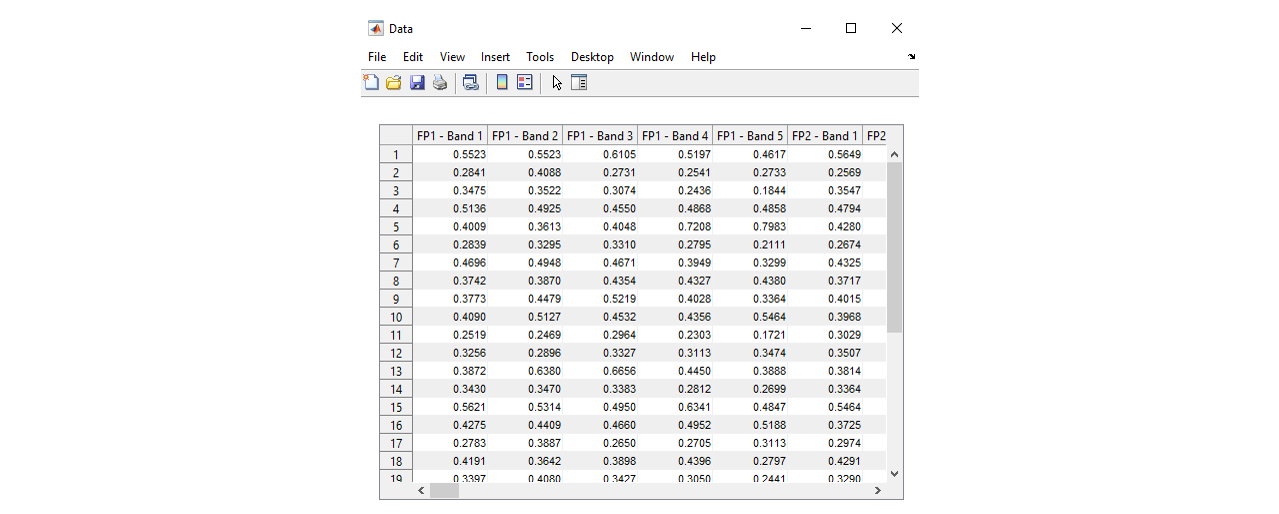 Data
File Edit View Insert Tools Desktop Window Help
FP1 - Band 1 FP1 - Band 2 FP1 - Band 3 FP1 - Band 4 FP1 - Band 5 FP2 - Band 1 FP2
1 0.5523 0.5523 0.6105 0.5197 0.4617 0.5649
2 0.2841 0.4088 0.2731 0.2541 0.2733 0.2569
3 0.3475 0.3522 0.3074 0.2436 0.1844 0.3547
4 0.5136 0.4925 0.4550 0.4868 0.4858 0.4794
5 0.4009 0.3613 0.4048 0.7208 0.7983 0.4280
6 0.2839 0.3295 0.3310 0.2795 0.2111 0.2674
7 0.4696 0.4948 0.4671 0.3949 0.3299 0.4325
8 0.3742 0.3870 0.4354 0.4327 0.4380 0.3717
9 0.3773 0.4479 0.5219 0.4028 0.3364 0.4015
10 0.4090 0.5127 0.4532 0.4356 0.5464 0.3968
11 0.2519 0.2469 0.2964 0.2303 0.1721 0.3029
12 0.3256 0.2896 0.3327 0.3113 0.3474 0.3507
13 0.3872 0.6380 0.6656 0.4450 0.3888 0.3814
14 0.3430 0.3470 0.3383 0.2812 0.2699 0.3364
15 0.5621 0.5314 0.4950 0.6341 0.4847 0.5464
16 0.4275 0.4409 0.4660 0.4952 0.5188 0.3725
17 0.2783 0.3887 0.2650 0.2705 0.3113 0.2974
18 0.4191 0.3642 0.3898 0.4396 0.2797 0.4291
19 0.3397 0.4080 0.3427 0.3050 0.2441 0.3290